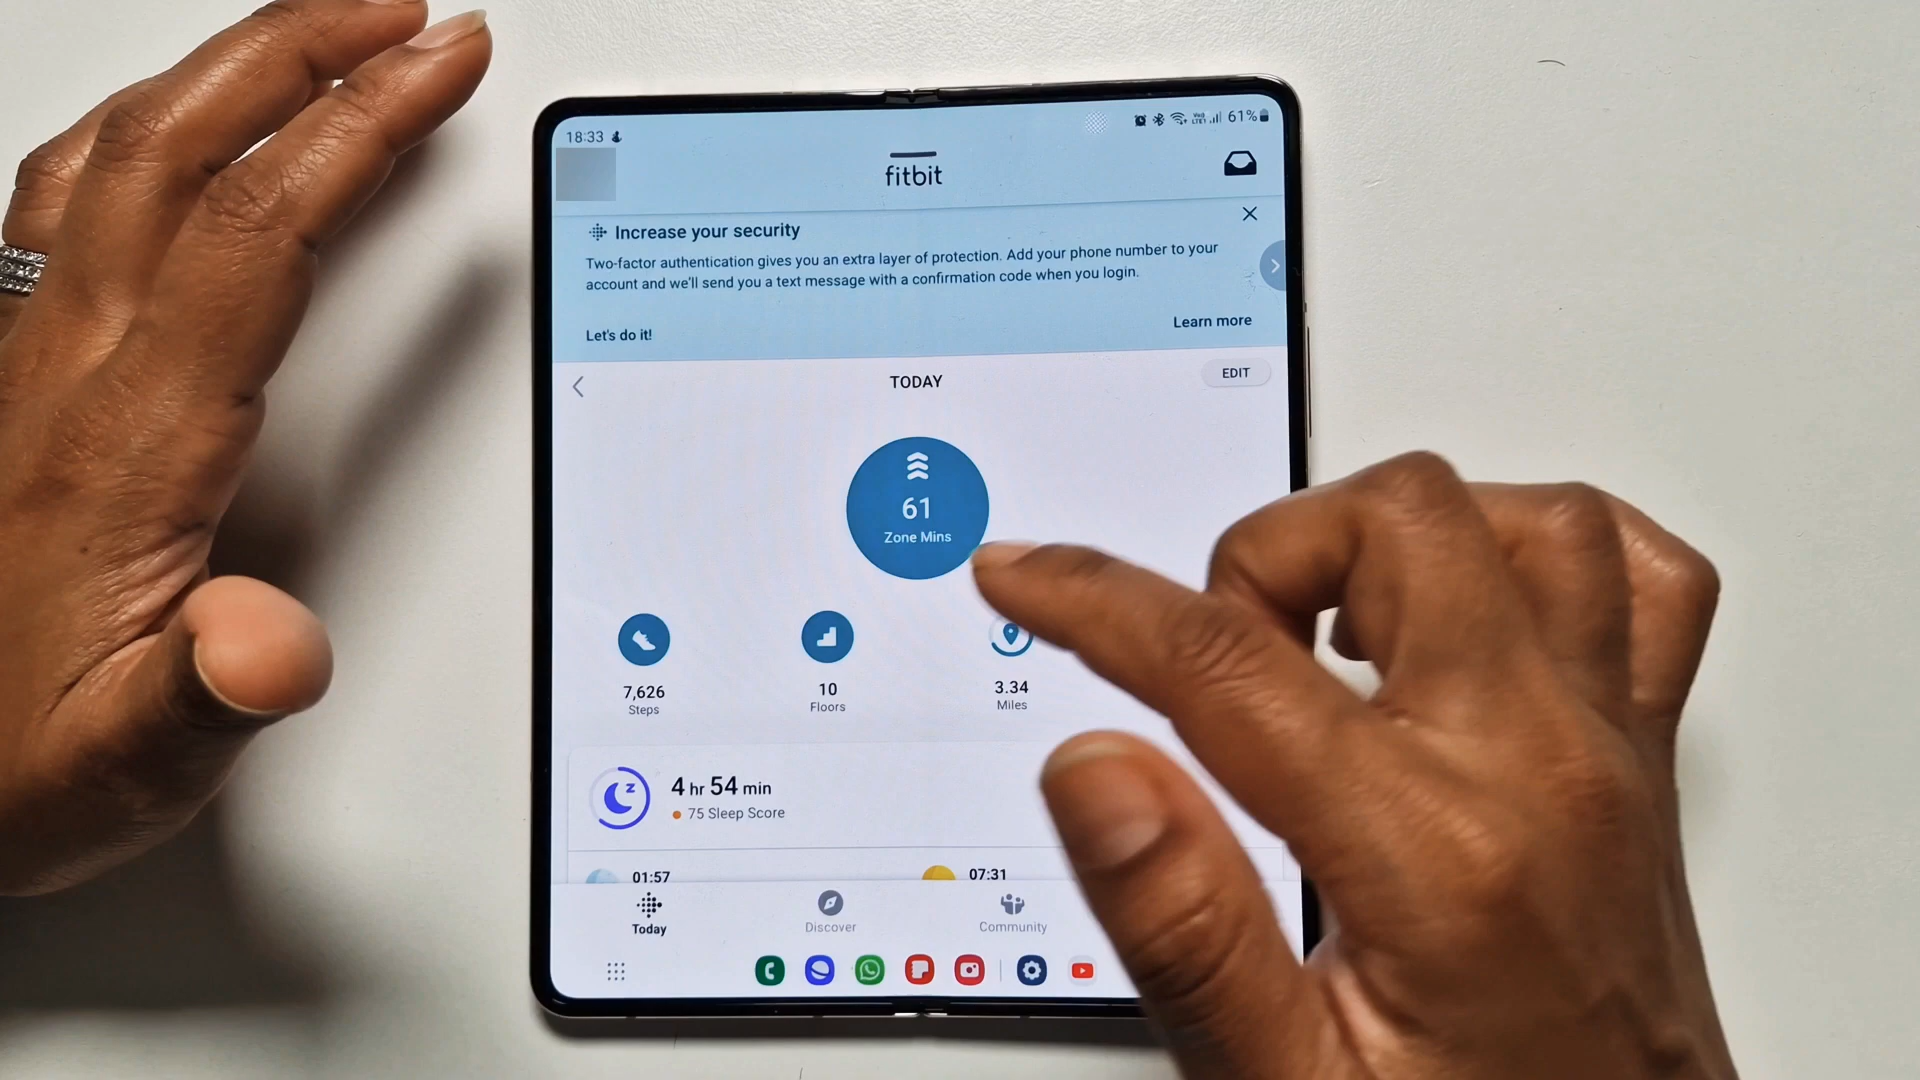 18:33
61%
fitbit
Increase your security
Two-factor authentication gives you an extra layer of protection. Add your phone number to your
account and we'll send you a text message with a confirmation code when you login.
Let's do it!
Learn more
TODAY
EDIT
61
Zone Mins
7,626
Steps
10
Floors
3.34
Miles
4 hr 54 min
75 Sleep Score
01:57
07:31
Today
Discover
Community